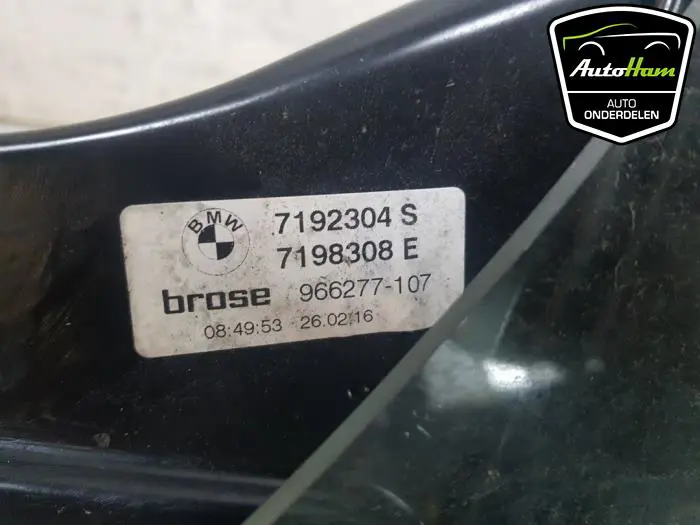 AutoHam
AUTO
ONDERDELEN
BMW
7192304 S
7198308 E
brose 966277-107
08:49:53 26.02.16